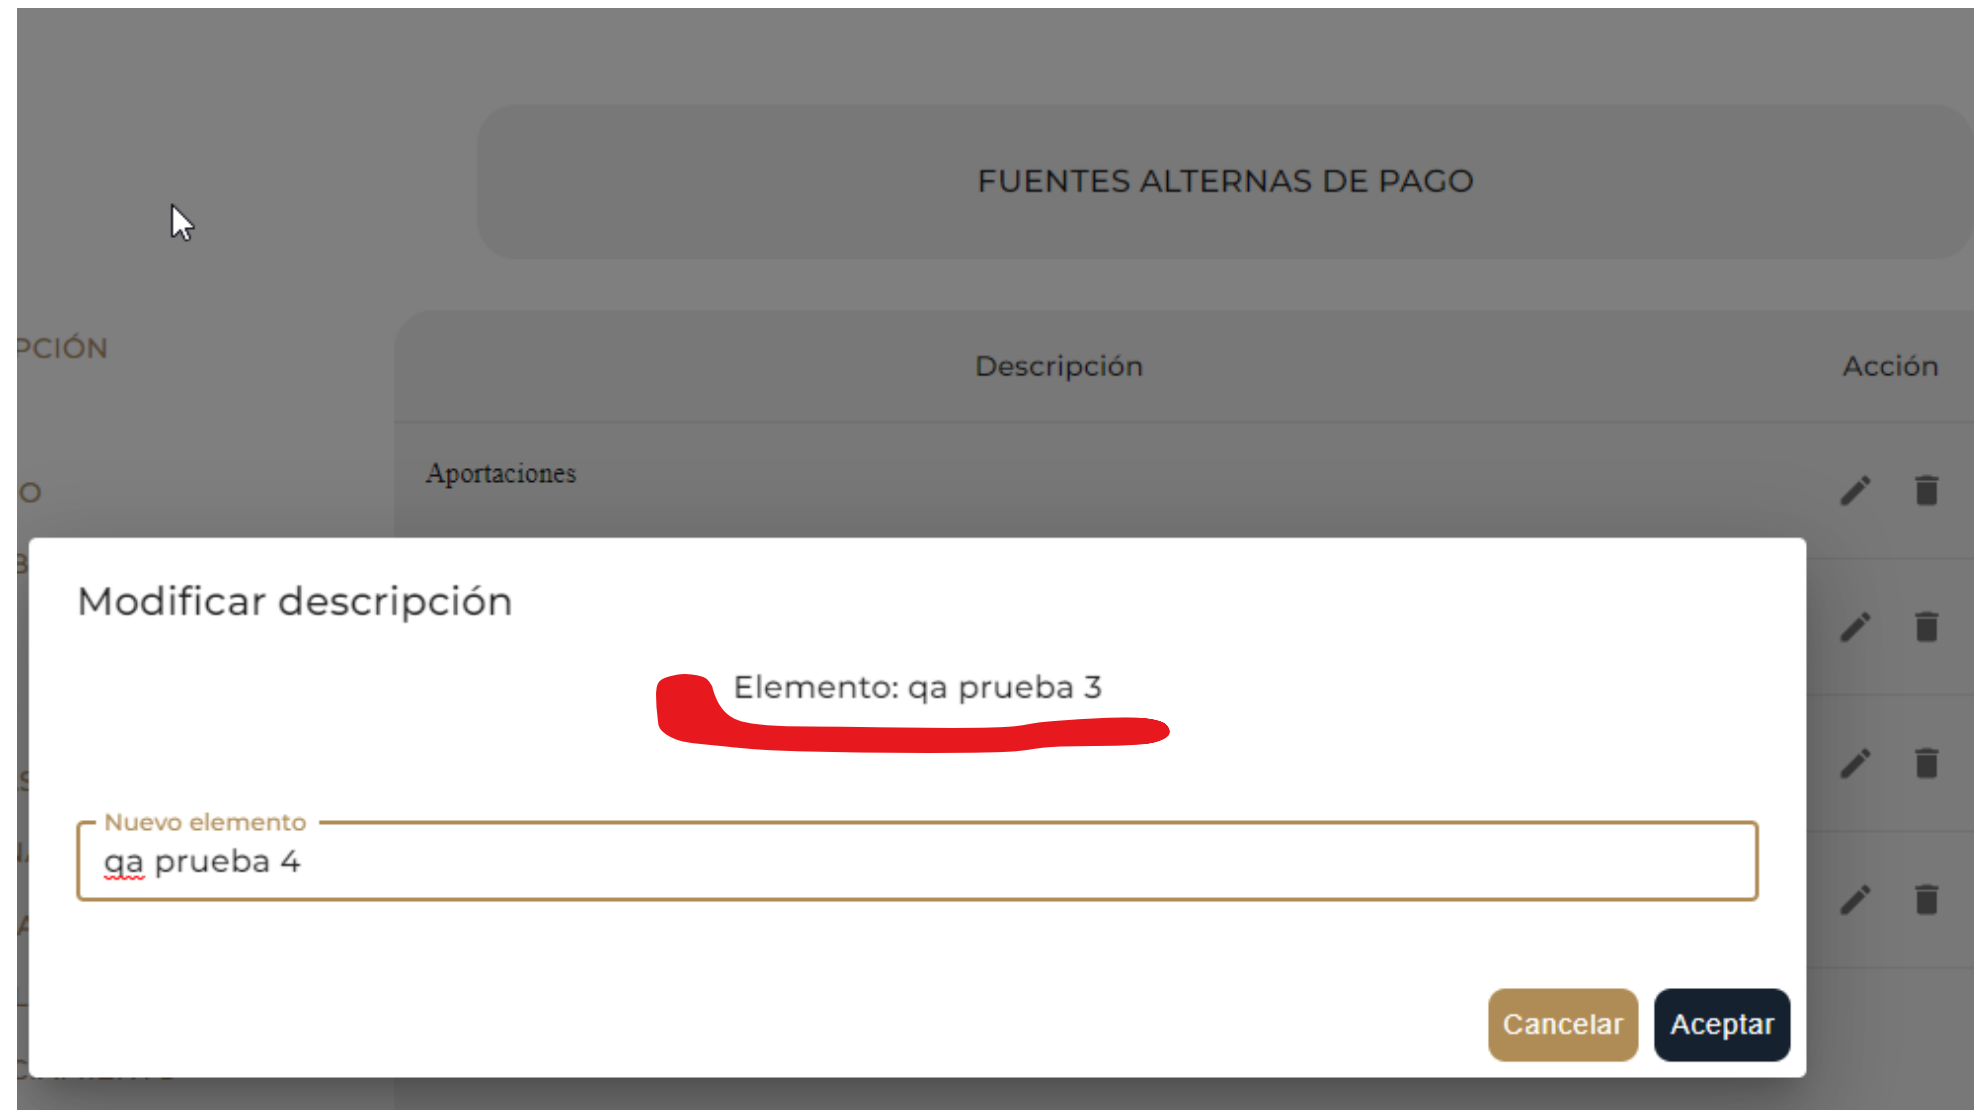 FUENTES ALTERNAS DE PAGO
PCIÓN
Descripción
Acción
Aportaciones
O
Modificar descripción
Elemento: qa prueba 3
Nuevo elemento
qa prueba 4
Cancelar
Aceptar